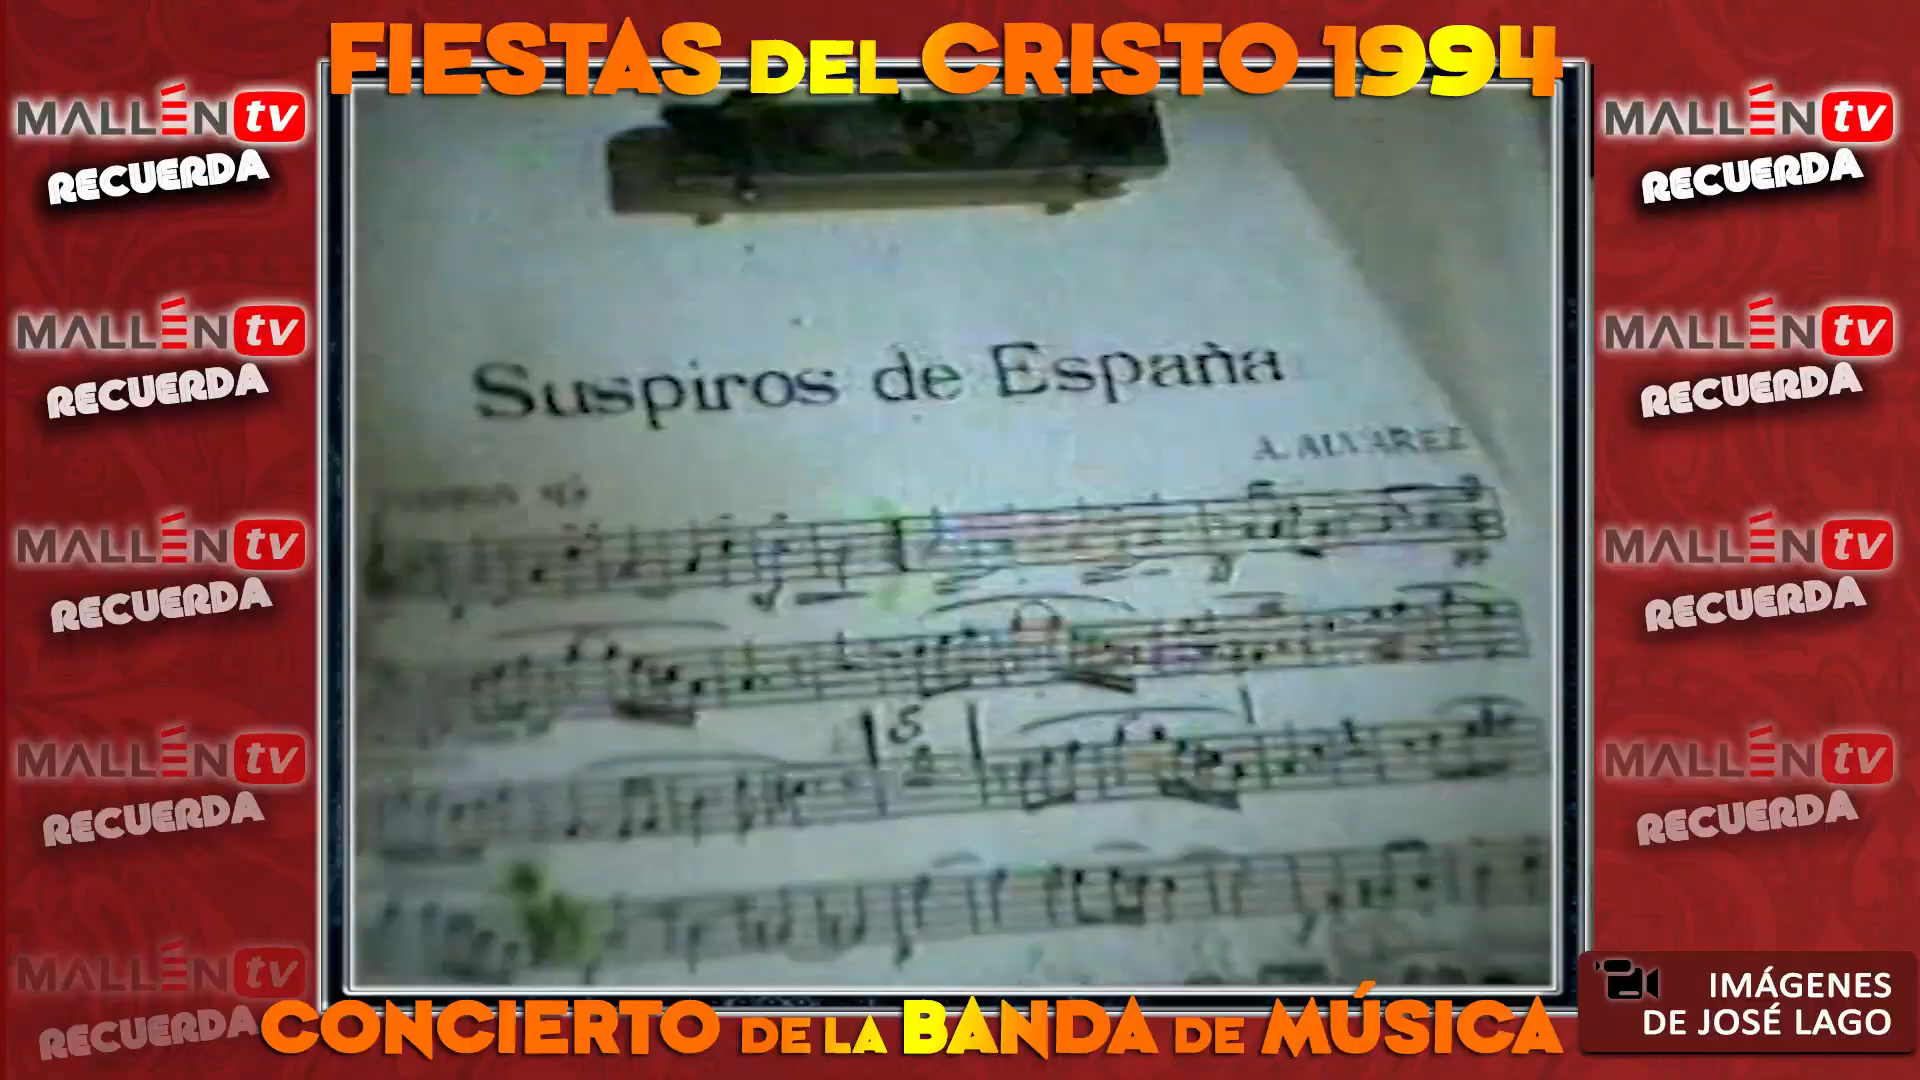 FIESTAS DEL CRISTO 1994
MALLÉN tv
RECUERDA
MALLÉN tv
RECUERDA
MALLÉN tv
RECUERDA
MALLÉN tv
RECUERDA
MALLÉN tv
RECUERDA
Suspiros de España
A. ALVAREZ
MALLÉN tv
RECUERDA
MALLÉN tv
RECUERDA
MALLÉN tv
RECUERDA
MALLÉN tv
RECUERDA
CONCIERTO DE LA BANDA DE MÚSICA
IMÁGENES
DE JOSÉ LAGO